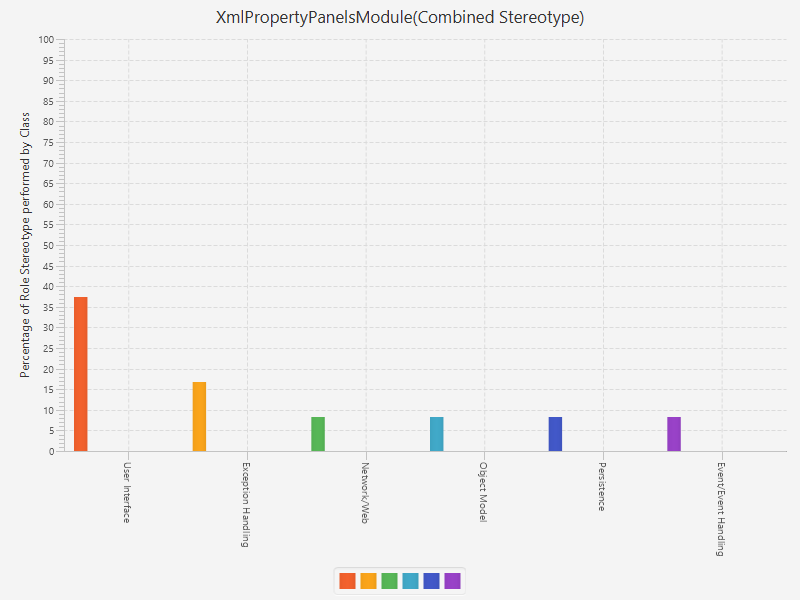 XmlPropertyPanelsModule(Combined Stereotype)
Percentage of Role Stereotype performed by Class
100
95
90
85
80
75
70
65
60
55
50
45
40
35
30
25
20
15
10
5
0
User Interface
Exception Handling
Network/Web
Object Model
Persistence
Event/Event Handling